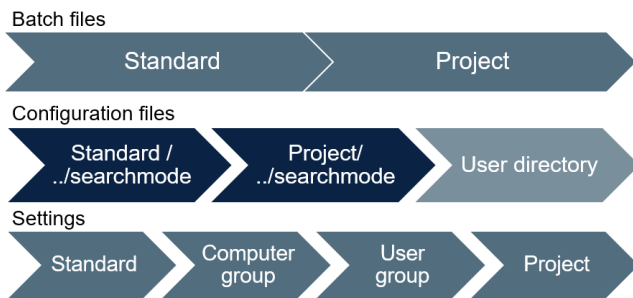 Batch files
Standard
Project
Configuration files
Standard /
../searchmode
Project/
../searchmode
User directory
Settings
Standard
Computer
group
User
group
Project